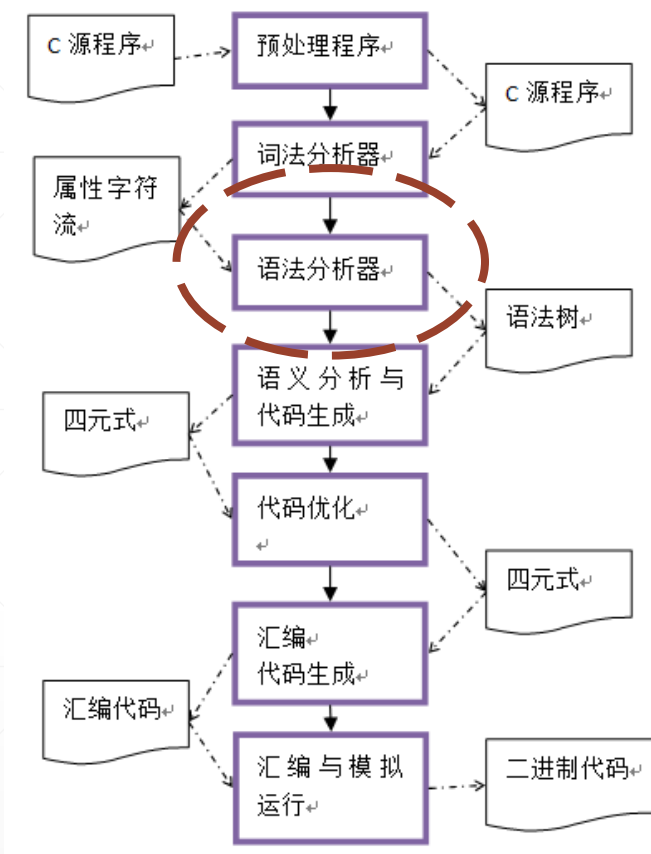 C 源程序
预处理程序
C 源程序
词法分析器
属性字符
流
语法分析器
语法树
语义分析与
代码生成
四元式
代码优化
四元式
汇编
代码生成
汇编代码
汇编与模拟
运行
二进制代码